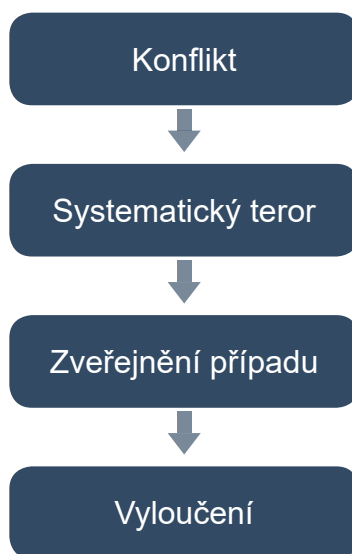 Konflikt
Systematický teror
Zveřejnění případu
Vyloučení